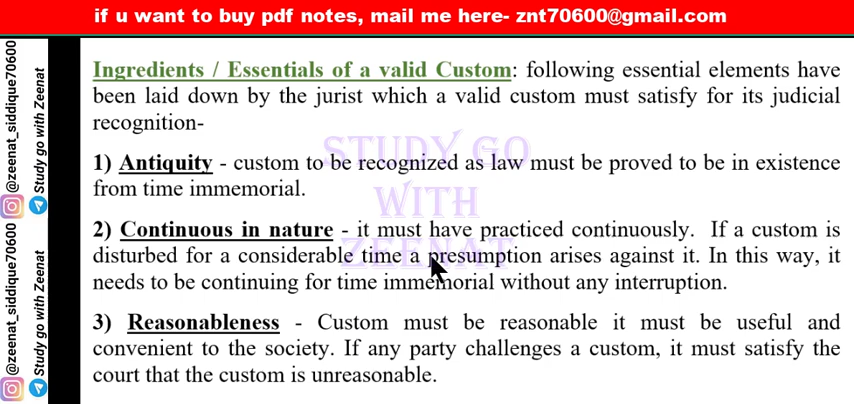 if u want to buy pdf notes, mail me here- znt70600@gmail.com
@zeenat_siddique70600
Study go with Zeenat
@zeenat_siddique70600
Study go with Zeenat
Ingredients / Essentials of a valid Custom: following essential elements have
been laid down by the jurist which a valid custom must satisfy for its judicial
recognition-
1) Antiquity - custom to be recognized as law must be proved to be in existence
from time immemorial.
2) Continuous in nature - it must have practiced continuously. If a custom is
disturbed for a considerable time a presumption arises against it. In this way, it
needs to be continuing for time immemorial without any interruption.
3) Reasonableness - Custom must be reasonable it must be useful and
convenient to the society. If any party challenges a custom, it must satisfy the
court that the custom is unreasonable.
STUDY GO
WITH
ZEENAT